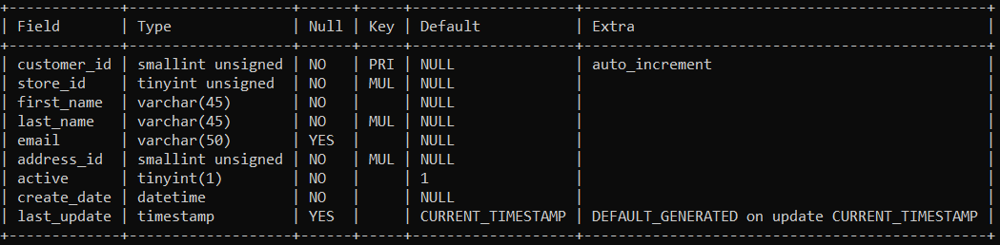 +-------------+-------------------+------+-----+-------------------+-----------------------------------------------+
| Field       | Type              | Null | Key | Default           | Extra                                         |
+-------------+-------------------+------+-----+-------------------+-----------------------------------------------+
| customer_id | smallint unsigned | NO   | PRI | NULL              | auto_increment                                |
| store_id    | tinyint unsigned  | NO   | MUL | NULL              |                                               |
| first_name  | varchar(45)       | NO   |     | NULL              |                                               |
| last_name   | varchar(45)       | NO   | MUL | NULL              |                                               |
| email       | varchar(50)       | YES  |     | NULL              |                                               |
| address_id  | smallint unsigned | NO   | MUL | NULL              |                                               |
| active      | tinyint(1)        | NO   |     | 1                 |                                               |
| create_date | datetime          | NO   |     | NULL              |                                               |
| last_update | timestamp         | YES  |     | CURRENT_TIMESTAMP | DEFAULT_GENERATED on update CURRENT_TIMESTAMP |
+-------------+-------------------+------+-----+-------------------+-----------------------------------------------+